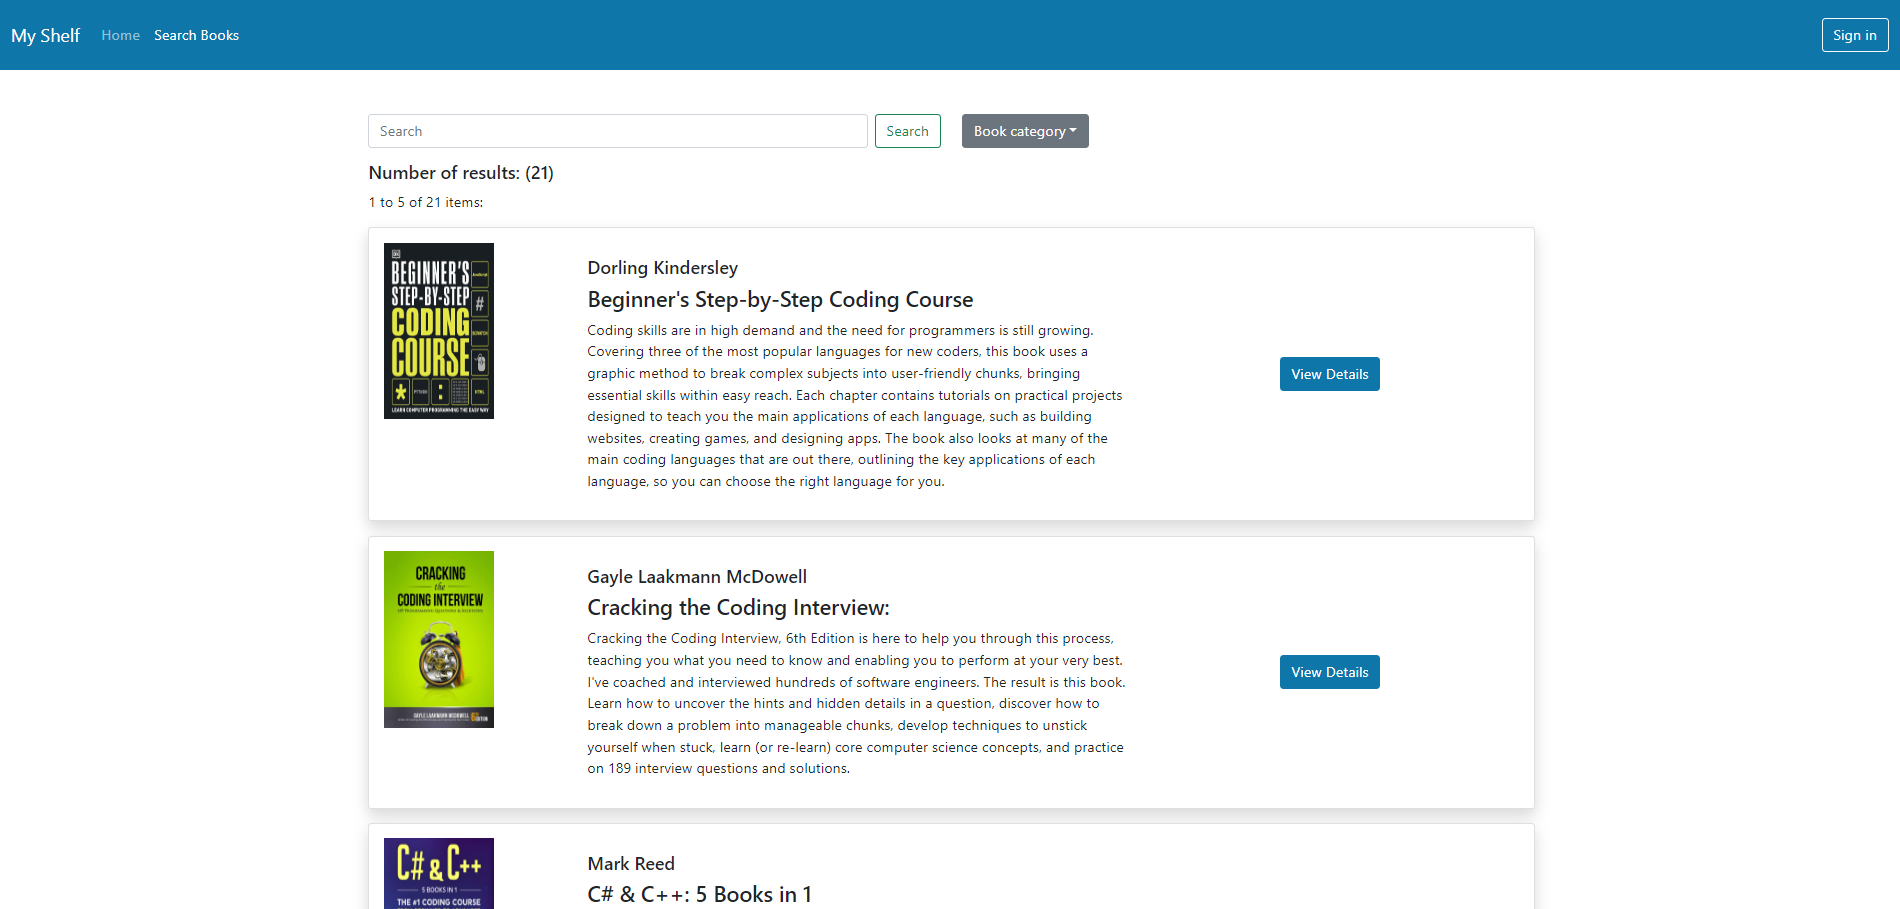 My Shelf Home Search Books Sign in
Search Search Book category
Number of results: (21)
1 to 5 of 21 items:
BEGINNER'S
STEP-BY-STEP
CODING
COURSE
JavaScript
#
SCRATCH
PYTHON
HTML
LEARN COMPUTER PROGRAMMING THE EASY WAY
Dorling Kindersley
Beginner's Step-by-Step Coding Course
Coding skills are in high demand and the need for programmers is still growing.
Covering three of the most popular languages for new coders, this book uses a
graphic method to break complex subjects into user-friendly chunks, bringing
essential skills within easy reach. Each chapter contains tutorials on practical projects
designed to teach you the main applications of each language, such as building
websites, creating games, and designing apps. The book also looks at many of the
main coding languages that are out there, outlining the key applications of each
language, so you can choose the right language for you.
View Details
CRACKING
the
CODING INTERVIEW
189 PROGRAMMING QUESTIONS & SOLUTIONS
GAYLE LAAKMANN MCDOWELL
EDITION
Gayle Laakmann McDowell
Cracking the Coding Interview:
Cracking the Coding Interview, 6th Edition is here to help you through this process,
teaching you what you need to know and enabling you to perform at your very best.
I've coached and interviewed hundreds of software engineers. The result is this book.
Learn how to uncover the hints and hidden details in a question, discover how to
break down a problem into manageable chunks, develop techniques to unstick
yourself when stuck, learn (or re-learn) core computer science concepts, and practice
on 189 interview questions and solutions.
View Details
C# & C++
5 BOOKS IN 1
THE #1 CODING COURSE
Mark Reed
C# & C++: 5 Books in 1